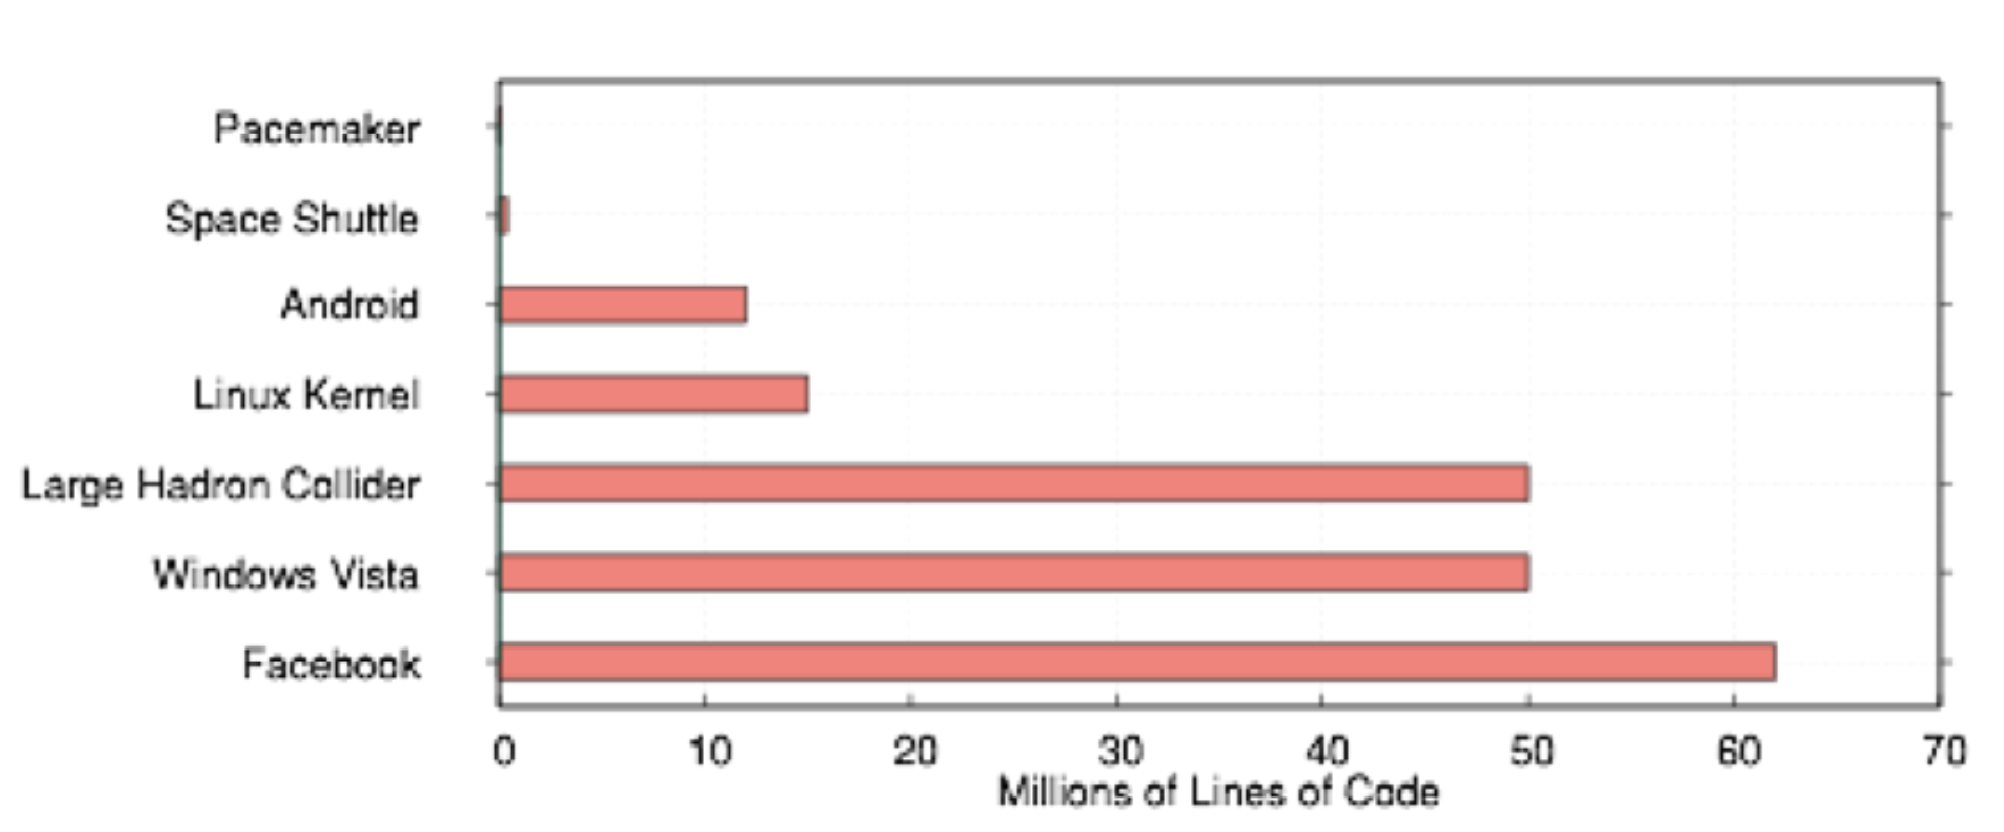 Pacemaker
Space Shuttle
Android
Linux Kernel
Large Hadron Collider
Windows Vista
Facebook
0 10 20 30 40 50 60 70
Millions of Lines of Code